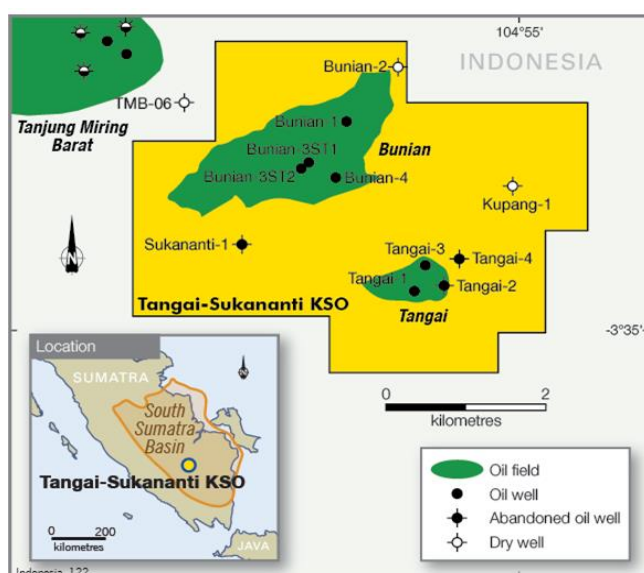 104°55'
INDONESIA
Bunian-2
TMB-06
Tanjung Miring
Barat
Bunian-1
Bunian
Bunian-3ST1
Bunian-3ST2
Bunian-4
Kupang-1
Sukananti-1
Tangai-3
Tangai-4
Tangai-1
Tangai-2
Tangai-Sukananti KSO
Tangai
N
-3°35'
0 2
kilometres
Location
SUMATRA
South
Sumatra
Basin
Tangai-Sukananti KSO
0 200
kilometres
JAVA
Oil field
Oil well
Abandoned oil well
Dry well
Indonesia 122